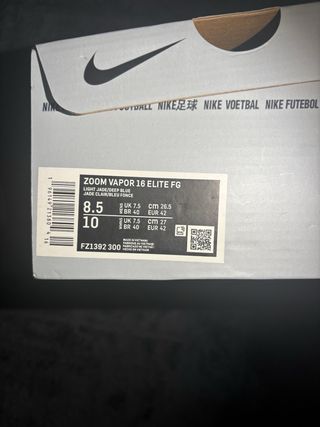 FOOTBALL NIKE足球 NIKE VOETBAL NIKE FUTEBOL
ZOOM VAPOR 16 ELITE FG
LIGHT JADE/DEEP BLUE
JADE CLAIR/BLEU FONCE
8.5 UK 7.5 cm 26.5
BR 40 EUR 42
10 UK 7.5 cm 27
BR 40 EUR 42
FZ1392 300
MADE IN VIETNAM